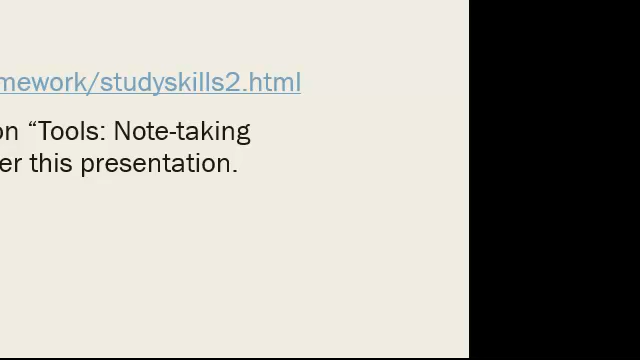 mework/studyskills2.html
on “Tools: Note-taking
er this presentation.